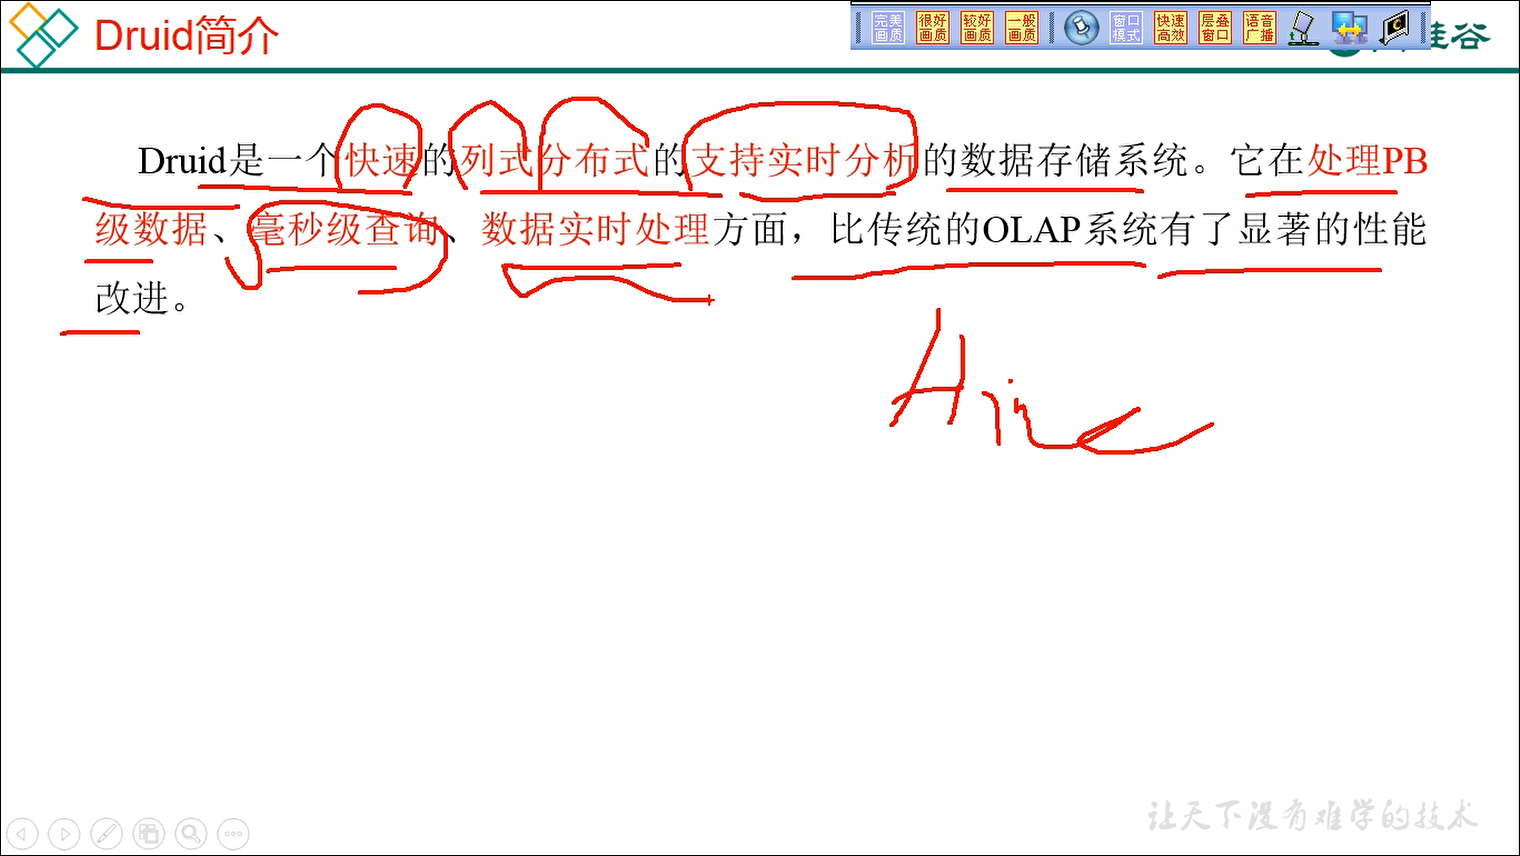 Druid简介
完美画质 很好画质 较好画质 一般画质 窗口模式 快速高效 层叠窗口 语音广播
硅谷
Druid是一个快速的列式分布式的支持实时分析的数据存储系统。它在处理PB
级数据、毫秒级查询、数据实时处理方面，比传统的OLAP系统有了显著的性能
改进。
让天下没有难学的技术